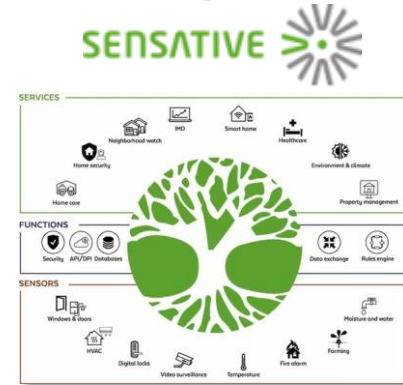 SENSATIVE
SERVICES
IMD
Smart home
Neighborhood watch
Healthcare
Home security
Environment & climate
Home care
Property management
FUNCTIONS
Security API/DPI Databases
Data exchange Rules engine
SENSORS
Windows & doors
Moisture and water
HVAC
Farming
Digital locks
Fire alarm
Video surveillance
Temperature